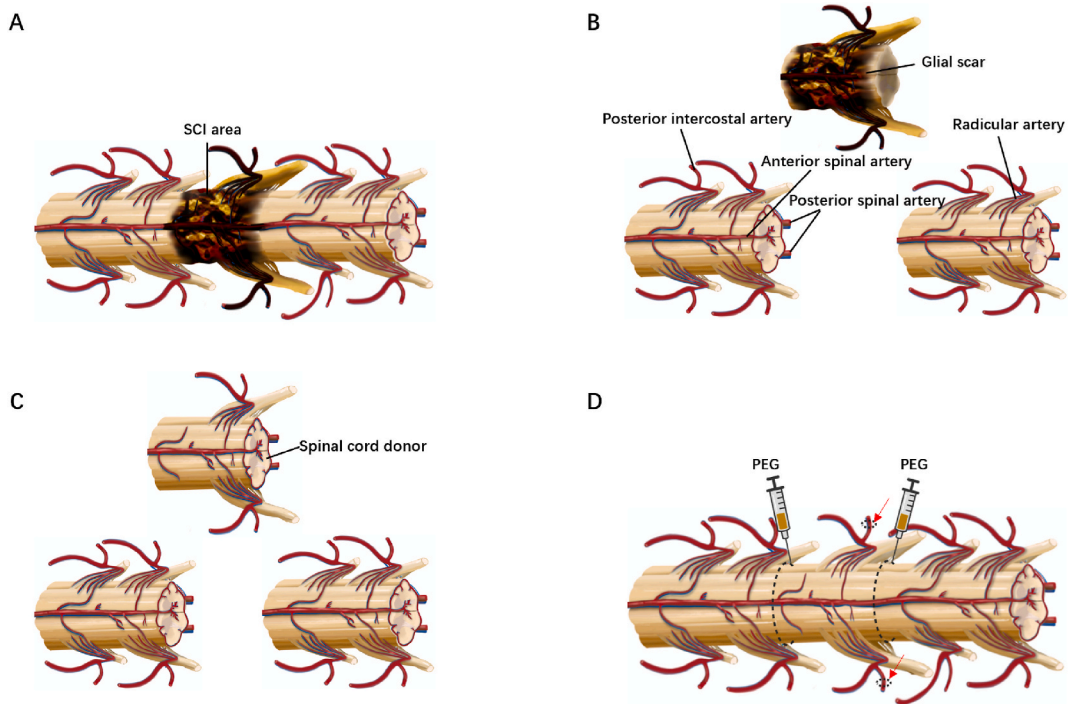 A
SCI area
B
Glial scar
Posterior intercostal artery
Radicular artery
Anterior spinal artery
Posterior spinal artery
C
Spinal cord donor
D
PEG
PEG